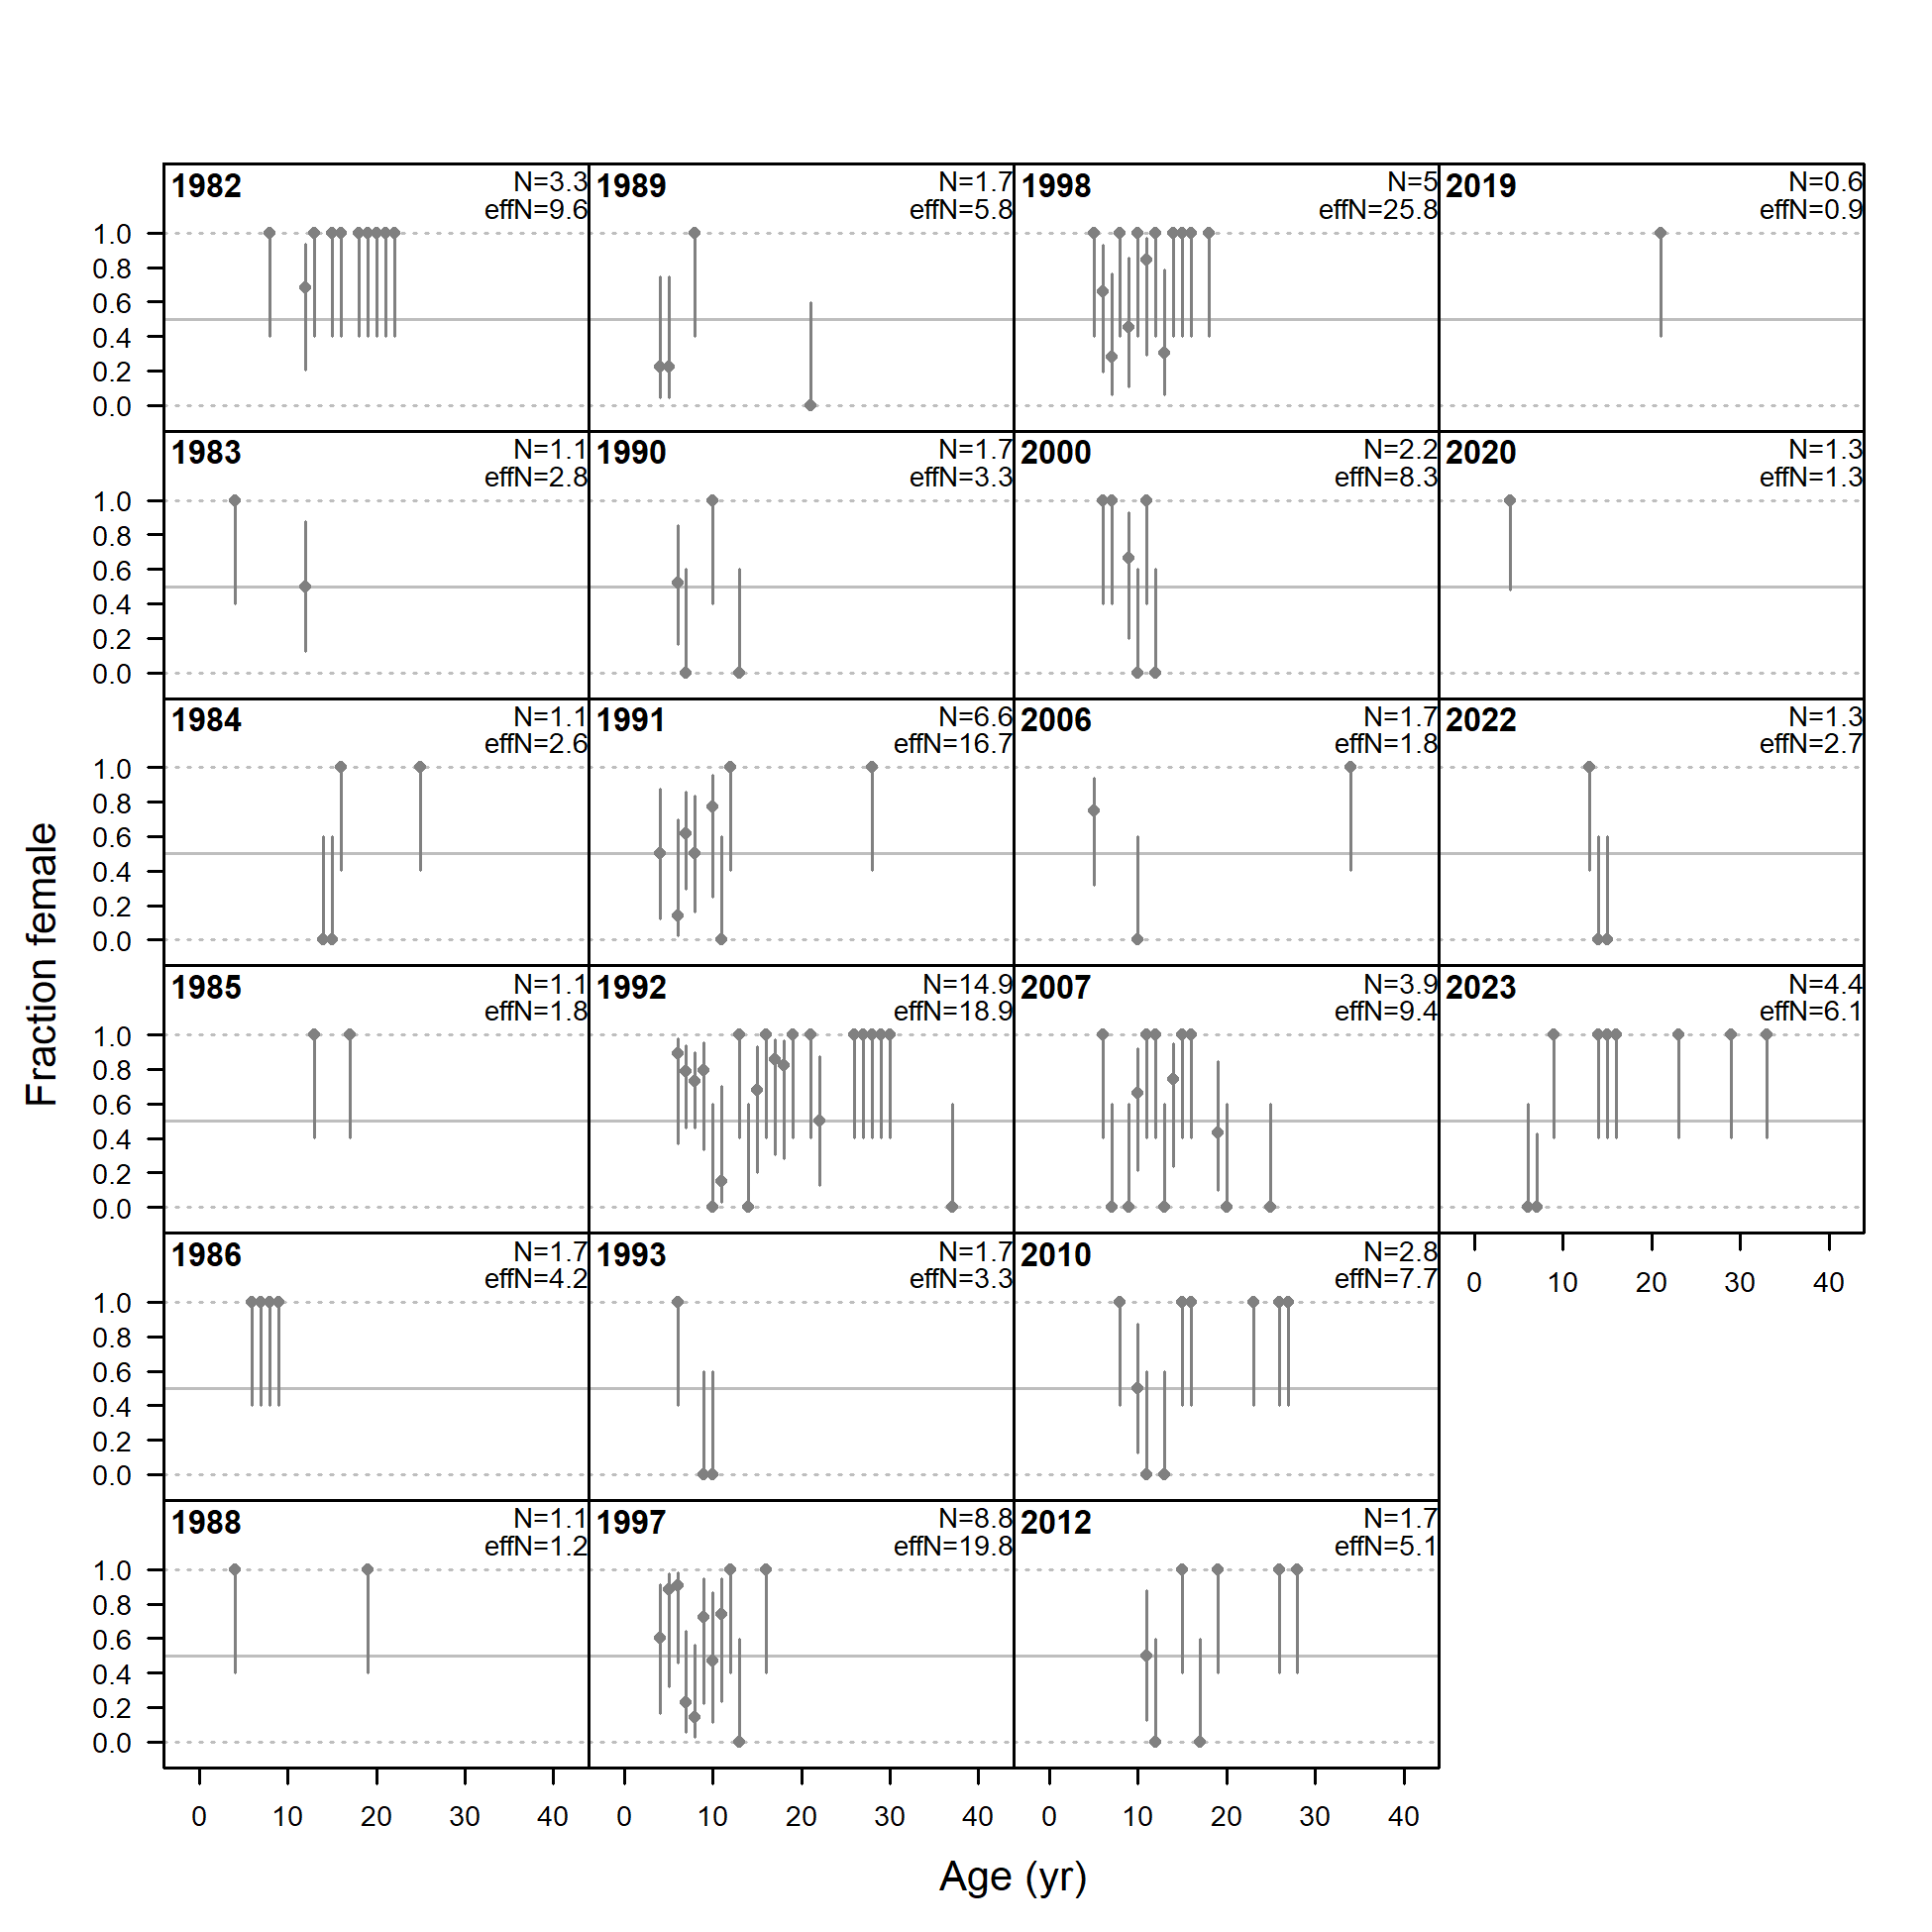 1982 N=3.3 1989 N=1.7 1998 N=5 2019 N=0.6
effN=9.6 effN=5.8 effN=25.8 effN=0.9
1.0
0.8
0.6
0.4
0.2
0.0
1983 N=1.1 1990 N=1.7 2000 N=2.2 2020 N=1.3
effN=2.8 effN=3.3 effN=8.3 effN=1.3
1.0
0.8
0.6
0.4
0.2
0.0
1984 N=1.1 1991 N=6.6 2006 N=1.7 2022 N=1.3
effN=2.6 effN=16.7 effN=1.8 effN=2.7
1.0
0.8
0.6
0.4
0.2
0.0
Fraction female
1985 N=1.1 1992 N=14.9 2007 N=3.9 2023 N=4.4
effN=1.8 effN=18.9 effN=9.4 effN=6.1
1.0
0.8
0.6
0.4
0.2
0.0
1986 N=1.7 1993 N=1.7 2010 N=2.8
effN=4.2 effN=3.3 effN=7.7
0 10 20 30 40
1.0
0.8
0.6
0.4
0.2
0.0
1988 N=1.1 1997 N=8.8 2012 N=1.7
effN=1.2 effN=19.8 effN=5.1
1.0
0.8
0.6
0.4
0.2
0.0
0 10 20 30 40 0 10 20 30 40 0 10 20 30 40
Age (yr)